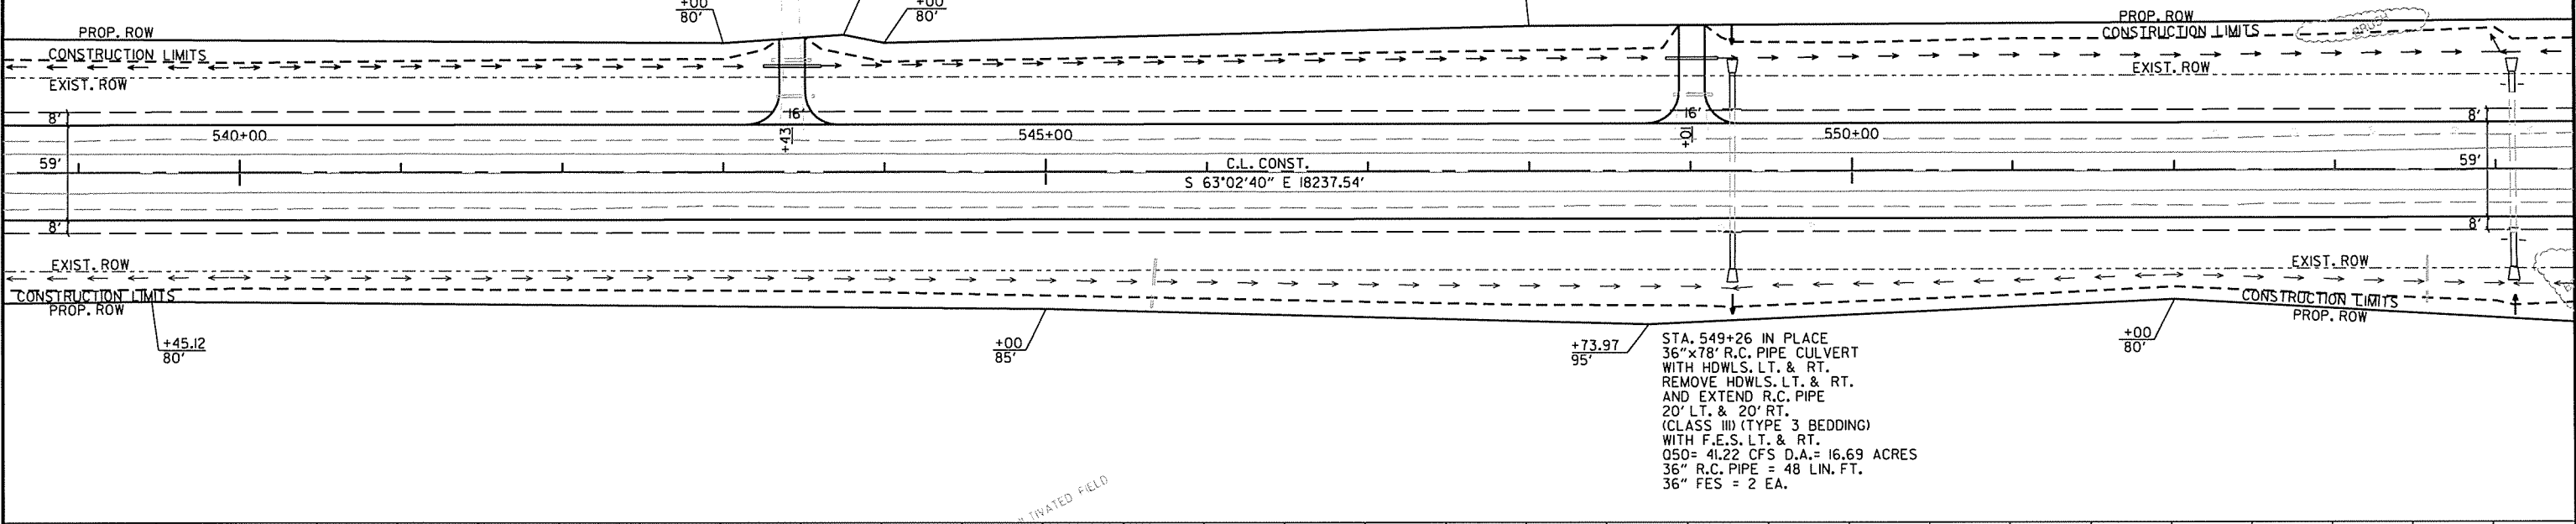 +00
80'
+00
80'
PROP. ROW
PROP. ROW
CONSTRUCTION LIMITS
CONSTRUCTION LIMITS
BRUSH
EXIST. ROW
EXIST. ROW
8'
16'
16'
8'
540+00
+43
545+00
+01
550+00
59'
C.L. CONST.
59'
S 63°02'40" E 18237.54'
8'
8'
EXIST. ROW
EXIST. ROW
CONSTRUCTION LIMITS
CONSTRUCTION LIMITS
PROP. ROW
PROP. ROW
+45.12
80'
+00
85'
+73.97
95'
+00
80'
STA. 549+26 IN PLACE
36"x78' R.C. PIPE CULVERT
WITH HDWLS. LT. & RT.
REMOVE HDWLS. LT. & RT.
AND EXTEND R.C. PIPE
20' LT. & 20' RT.
(CLASS III) (TYPE 3 BEDDING)
WITH F.E.S. LT. & RT.
Q50= 41.22 CFS D.A.= 16.69 ACRES
36" R.C. PIPE = 48 LIN. FT.
36" FES = 2 EA.
FIELD